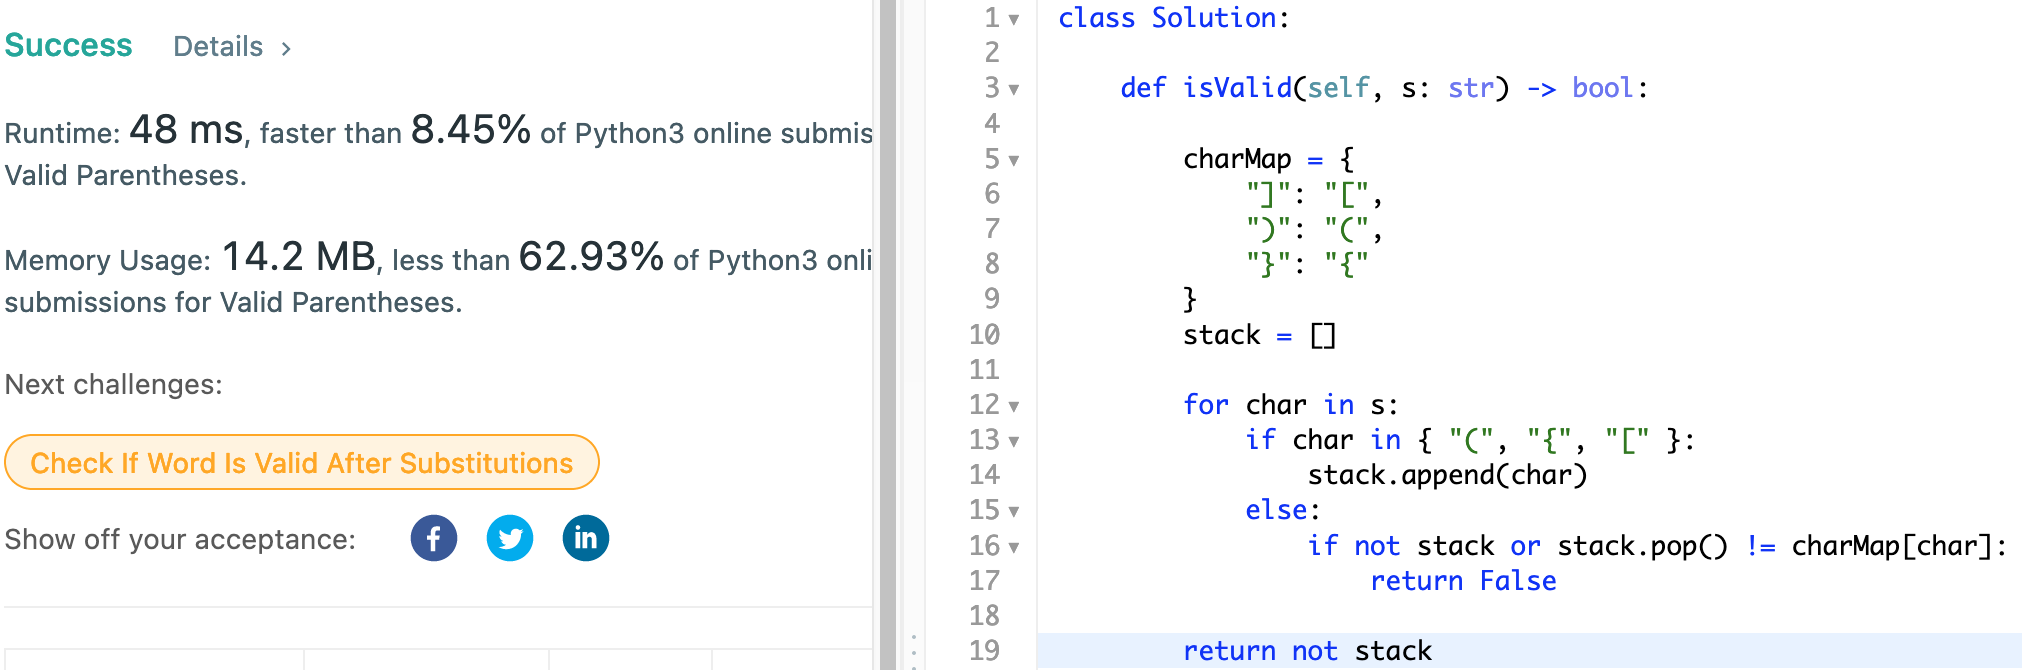 Success Details >
Runtime: 48 ms, faster than 8.45% of Python3 online submis
Valid Parentheses.
Memory Usage: 14.2 MB, less than 62.93% of Python3 onli
submissions for Valid Parentheses.
Next challenges:
Check If Word Is Valid After Substitutions
Show off your acceptance: f in
1 class Solution:
2
3     def isValid(self, s: str) -> bool:
4
5         charMap = {
6             "]": "[",
7             ")": "(",
8             "}": "{"
9         }
10         stack = []
11
12         for char in s:
13             if char in { "(", "{", "[" }:
14                 stack.append(char)
15             else:
16                 if not stack or stack.pop() != charMap[char]:
17                     return False
18
19         return not stack